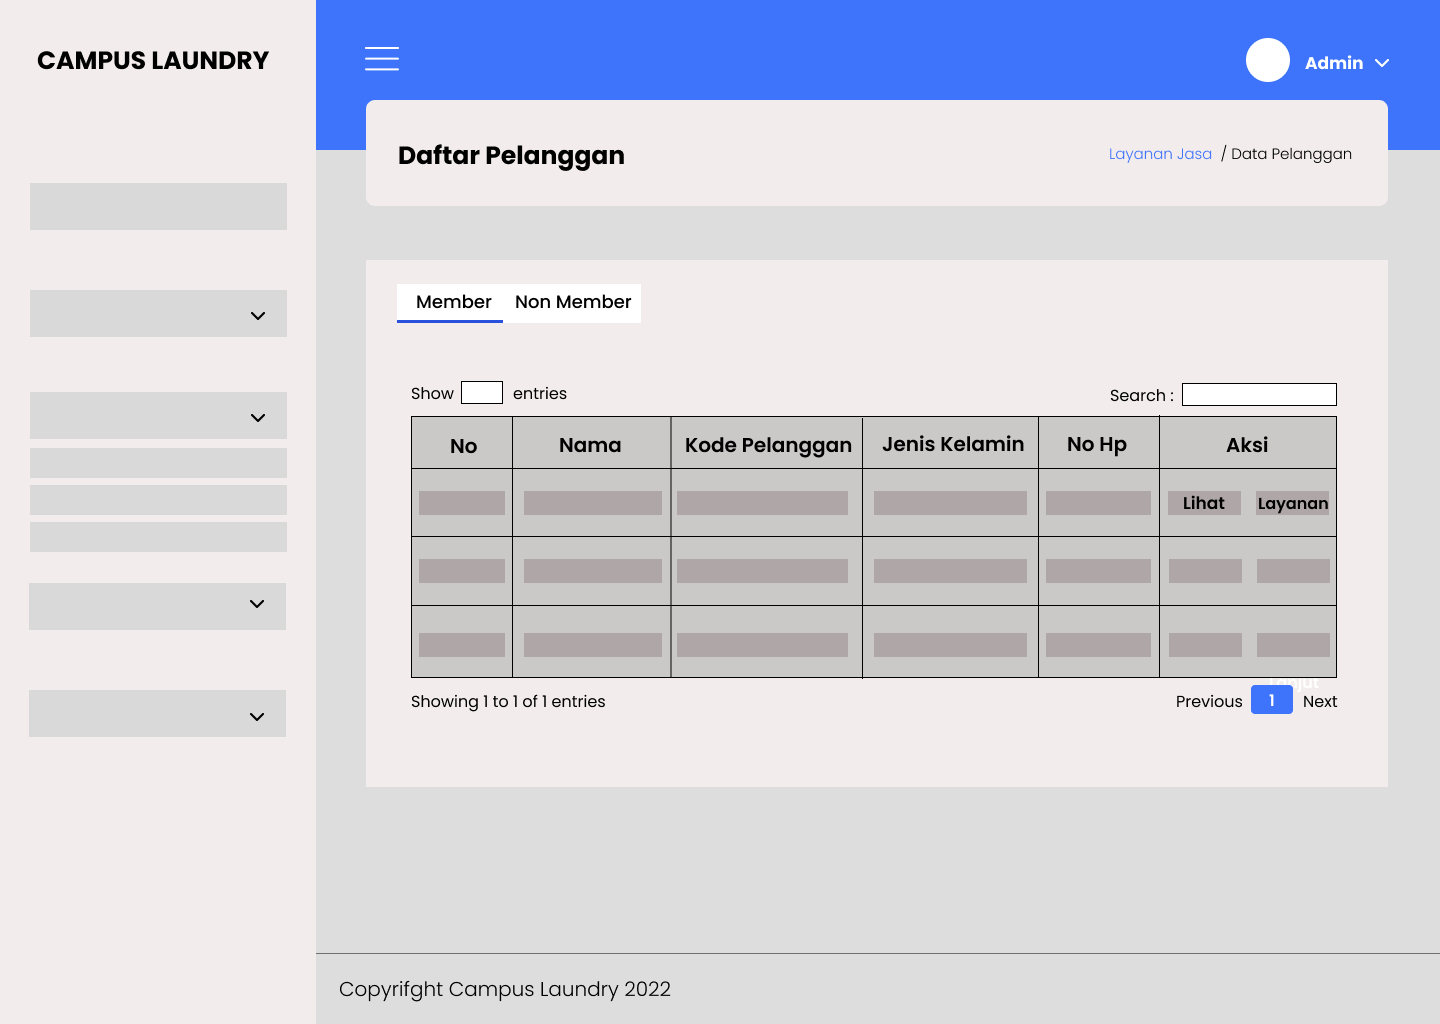 CAMPUS LAUNDRY
Admin
Daftar Pelanggan
Layanan Jasa / Data Pelanggan
Member Non Member
Show entries
Search :
No Nama Kode Pelanggan Jenis Kelamin No Hp Aksi
Lihat Layanan
Showing 1 to 1 of 1 entries
Previous 1 Next
Copyrifght Campus Laundry 2022